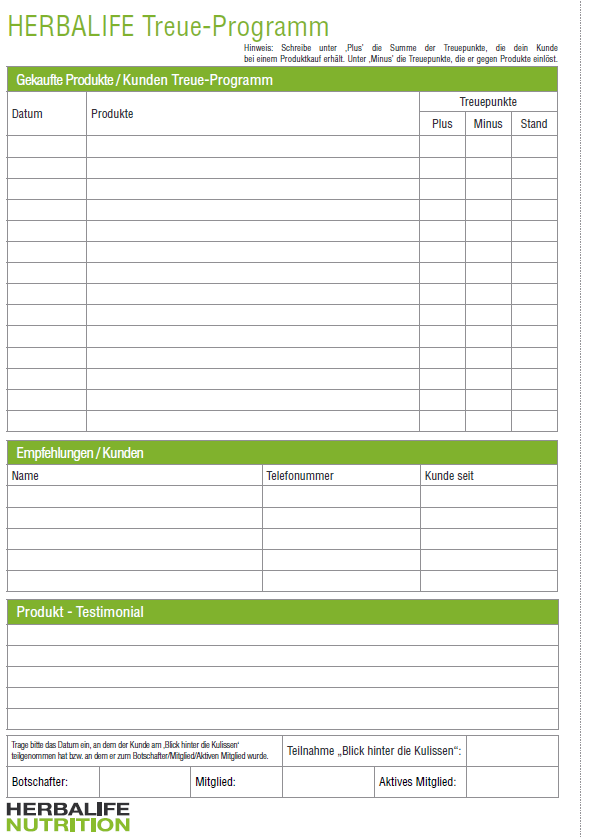 HERBALIFE Treue-Programm
Hinweis: Schreibe unter ‚Plus' die Summe der Treuepunkte, die dein Kunde
bei einem Produktkauf erhält. Unter ‚Minus' die Treuepunkte, die er gegen Produkte einlöst.
Gekaufte Produkte / Kunden Treue-Programm
Datum Produkte Treuepunkte
Plus Minus Stand
Empfehlungen / Kunden
Name Telefonummer Kunde seit
Produkt - Testimonial
Trage bitte das Datum ein, an dem der Kunde am ‚Blick hinter die Kulissen'
teilgenommen hat bzw. an dem er zum Botschafter/Mitglied/Aktiven Mitglied wurde.
Teilnahme „Blick hinter die Kulissen“:
Botschafter: Mitglied: Aktives Mitglied:
HERBALIFE
NUTRITION